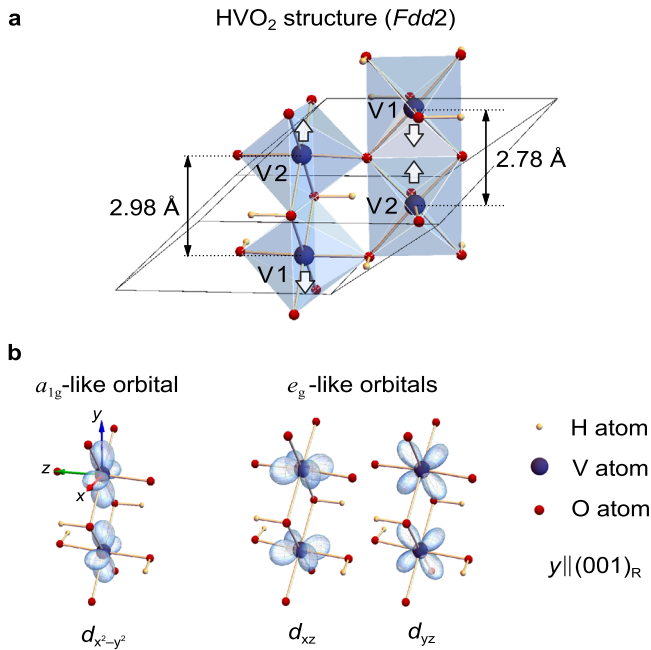 a
HVO₂ structure (Fdd2)
V1
V2
2.78 Å
V2
2.98 Å
V1
b
a₁g-like orbital
e_g-like orbitals
y
z
x
H atom
V atom
O atom
y||(001)R
dx²–y²
dxz
dyz